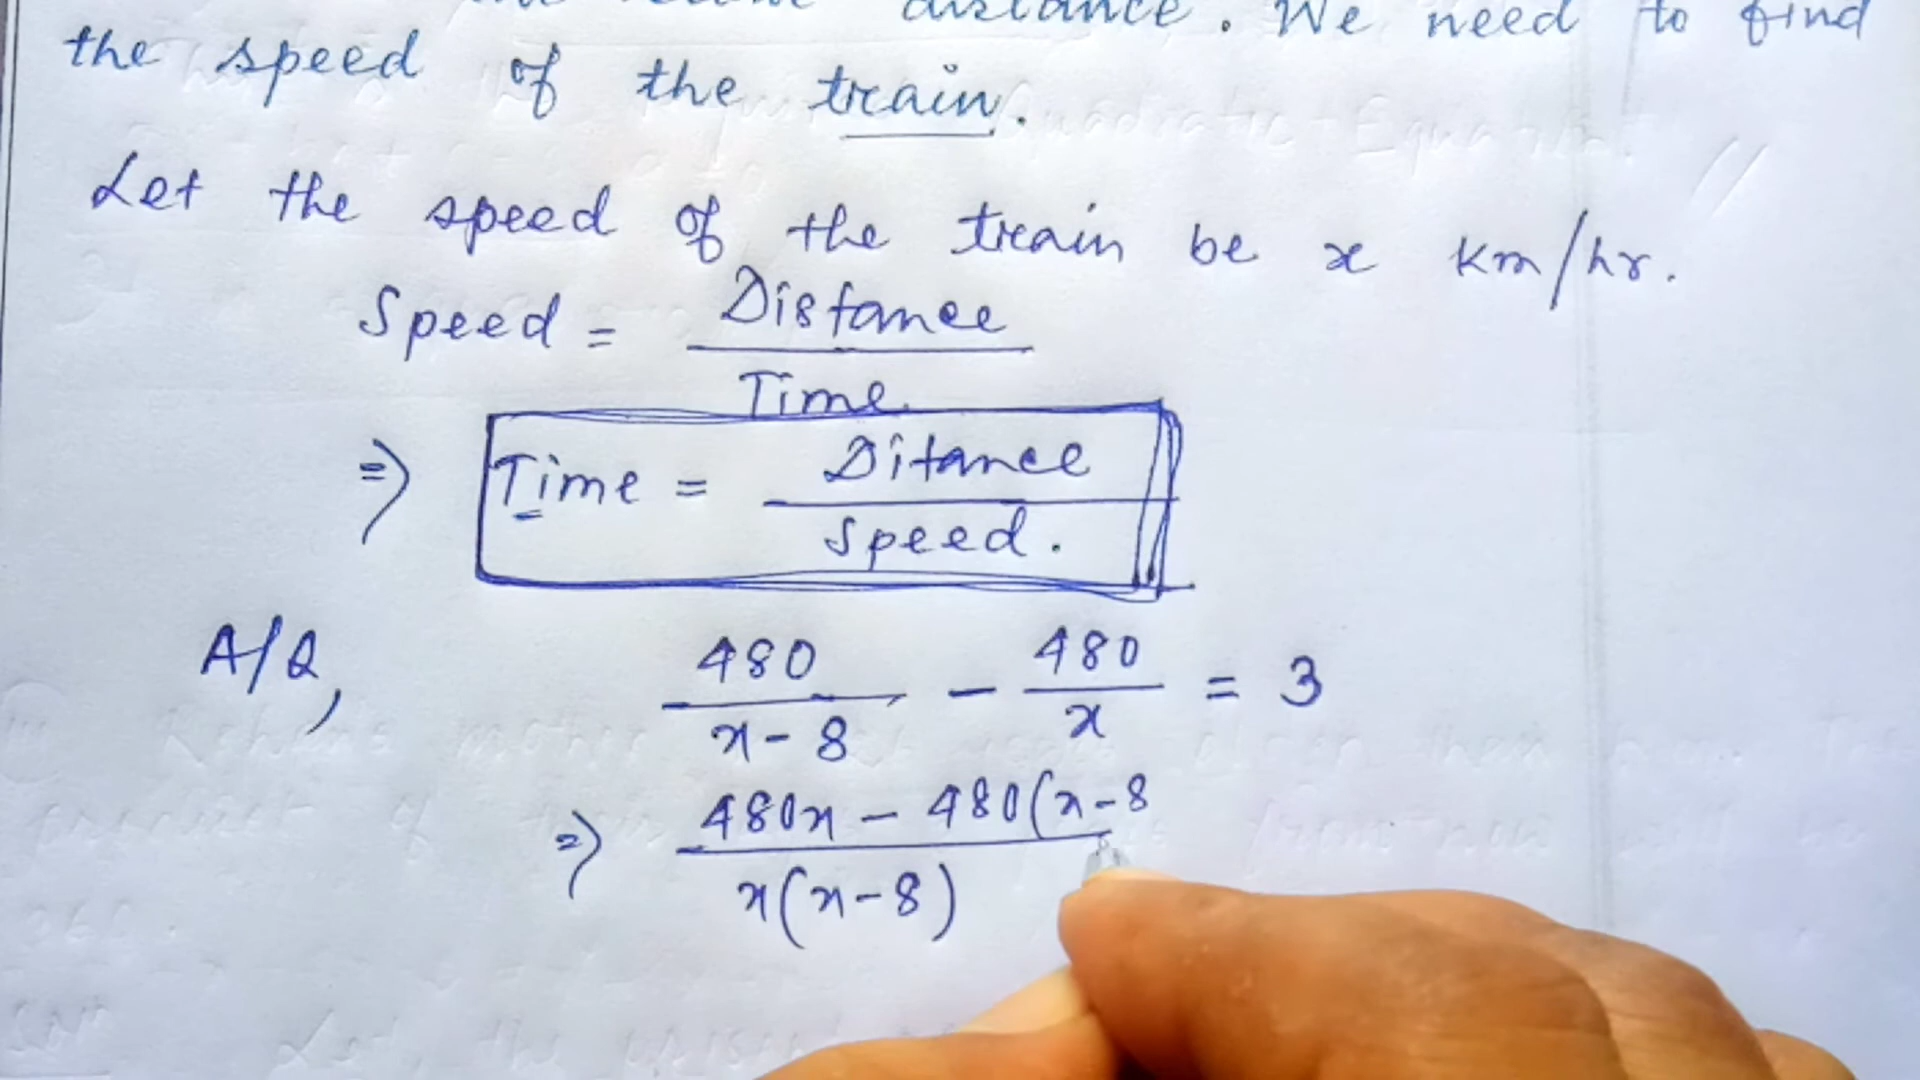 distance. We need to find
the speed of the train.
Let the speed of the train be x km/hr.
Speed = Distance
Time
=> Time = Ditance
Speed.
A/Q, 480/x-8 - 480/x = 3
=> 480x - 480(x-8
x(x-8)